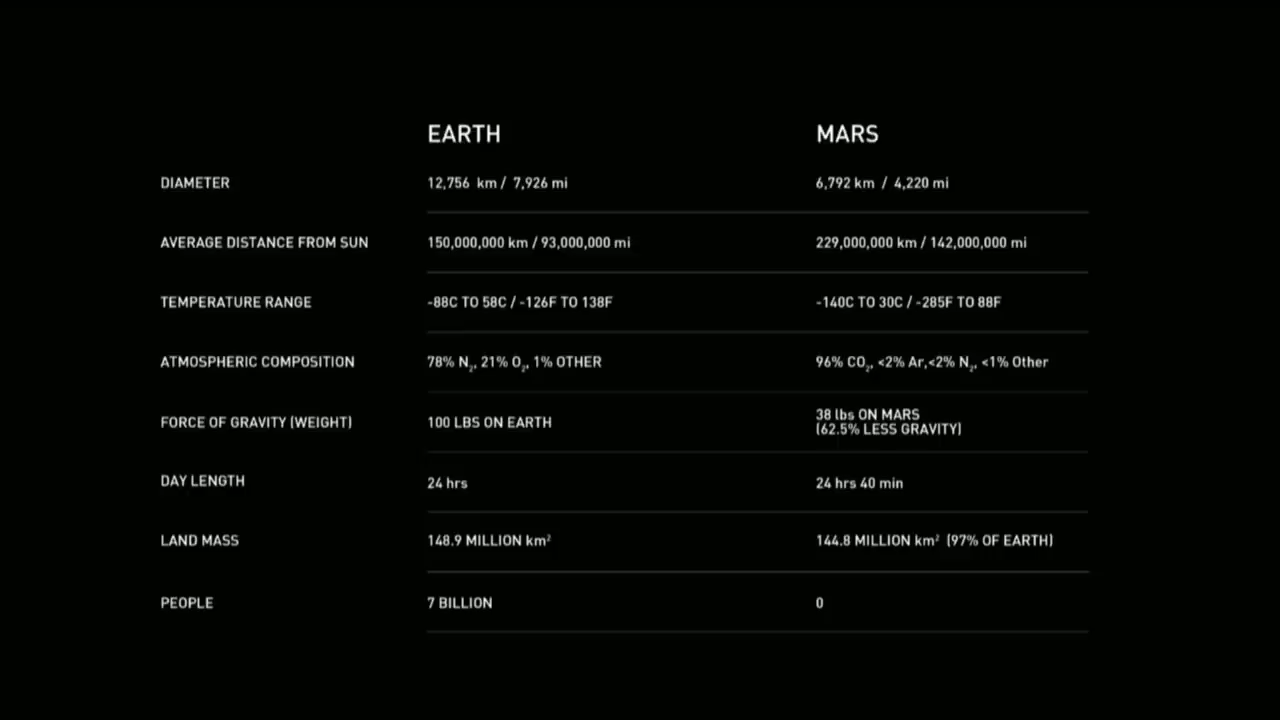 EARTH MARS
DIAMETER 12,756 km / 7,926 mi 6,792 km / 4,220 mi
AVERAGE DISTANCE FROM SUN 150,000,000 km / 93,000,000 mi 229,000,000 km / 142,000,000 mi
TEMPERATURE RANGE -88C TO 58C / -126F TO 138F -140C TO 30C / -285F TO 88F
ATMOSPHERIC COMPOSITION 78% N₂, 21% O₂, 1% OTHER 96% CO₂, <2% Ar,<2% N₂, <1% Other
FORCE OF GRAVITY (WEIGHT) 100 LBS ON EARTH 38 lbs ON MARS
(62.5% LESS GRAVITY)
DAY LENGTH 24 hrs 24 hrs 40 min
LAND MASS 148.9 MILLION km² 144.8 MILLION km² (97% OF EARTH)
PEOPLE 7 BILLION 0